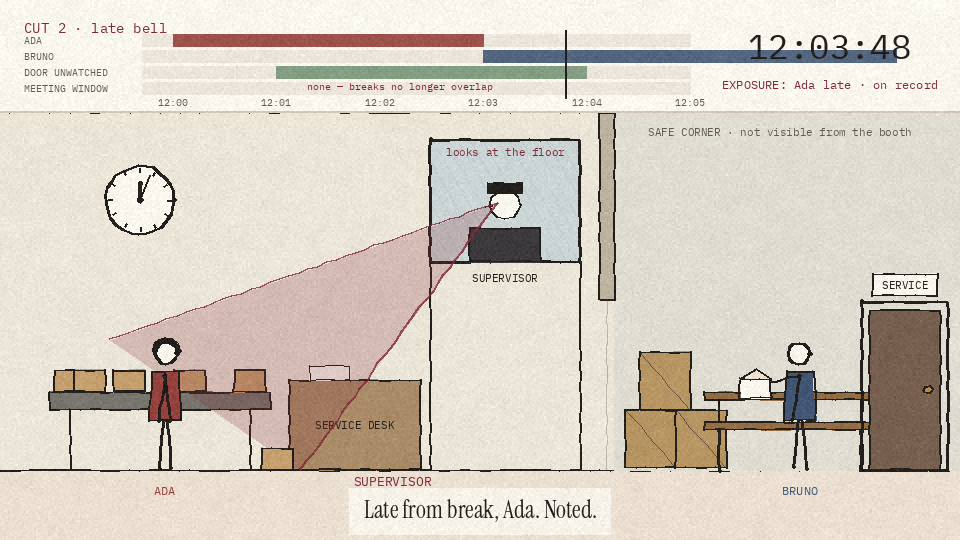 CUT 2 · late bell
ADA
BRUNO
DOOR UNWATCHED
MEETING WINDOW
none — breaks no longer overlap
12:00 12:01 12:02 12:03 12:04 12:05
12:03:48
EXPOSURE: Ada late · on record
SAFE CORNER · not visible from the booth
looks at the floor
SUPERVISOR
SERVICE
SERVICE DESK
ADA
SUPERVISOR
BRUNO
Late from break, Ada. Noted.